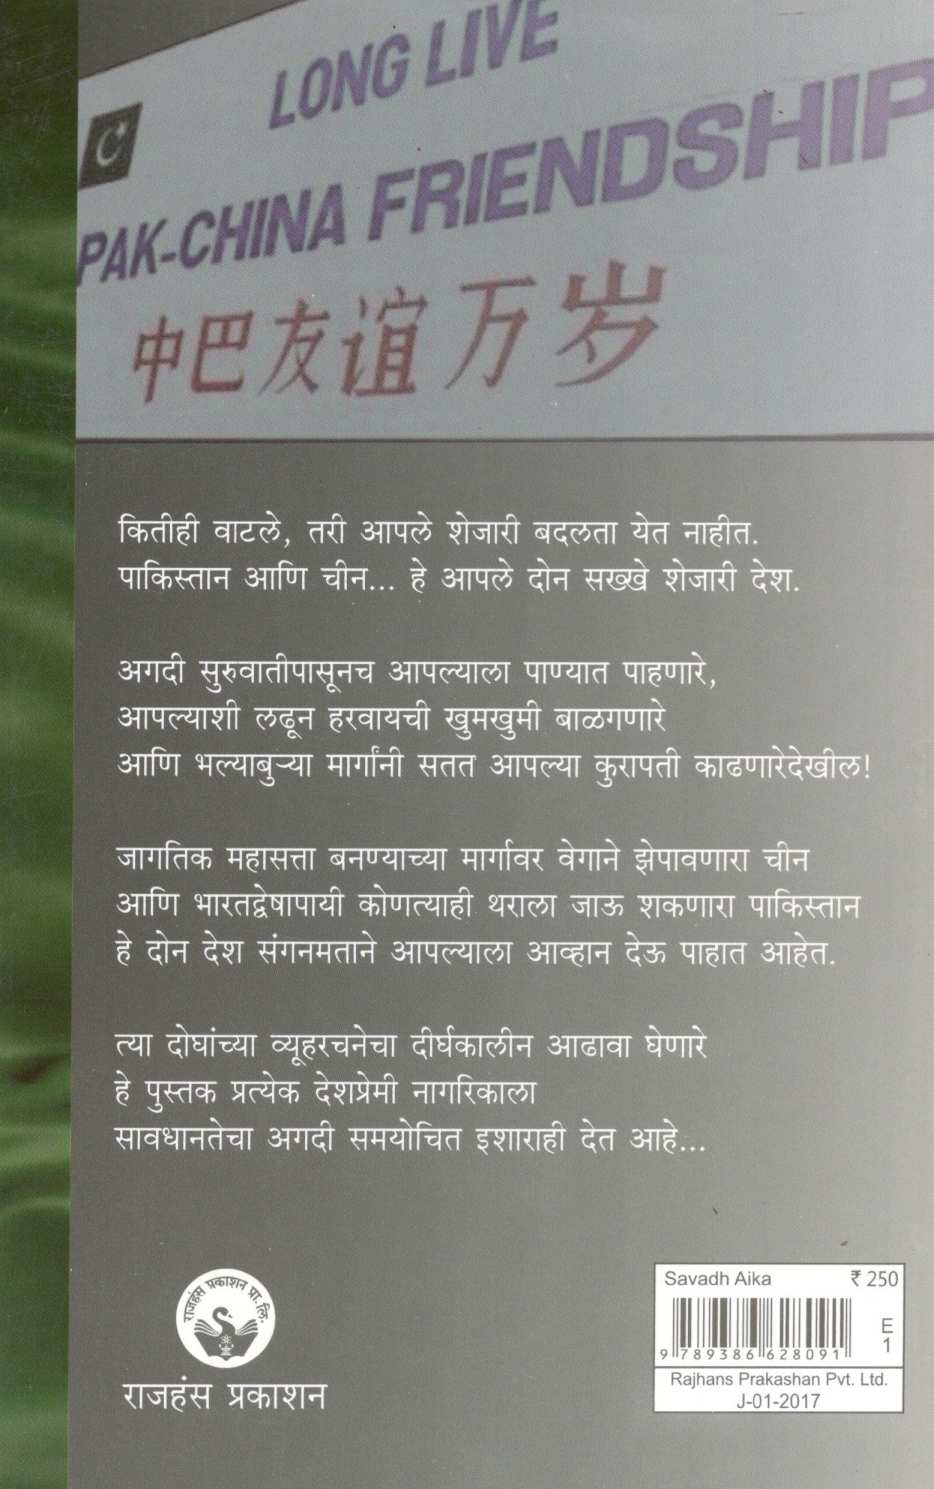 LONG LIVE
PAK-CHINA FRIENDSHIP
中巴友谊万岁
कितीही वाटले, तरी आपले शेजारी बदलता येत नाहीत.
पाकिस्तान आणि चीन... हे आपले दोन सख्खे शेजारी देश.
अगदी सुरुवातीपासूनच आपल्याला पाण्यात पाहणारे,
आपल्याशी लढून हरवायची खुमखुमी बाळगणारे
आणि भल्याबुऱ्या मार्गांनी सतत आपल्या कुरापती काढणारेदेखील!
जागतिक महासत्ता बनण्याच्या मार्गावर वेगाने झेपावणारा चीन
आणि भारतद्वेषापायी कोणत्याही थराला जाऊ शकणारा पाकिस्तान
हे दोन देश संगनमताने आपल्याला आव्हान देऊ पाहात आहेत.
त्या दोघांच्या व्यूहरचनेचा दीर्घकालीन आढावा घेणारे
हे पुस्तक प्रत्येक देशप्रेमी नागरिकाला
सावधानतेचा अगदी समयोचित इशाराही देत आहे...
राजहंस प्रकाशन प्रा. लि.
राजहंस प्रकाशन
Savadh Aika ₹ 250
E
1
9 789386 628091
Rajhans Prakashan Pvt. Ltd.
J-01-2017